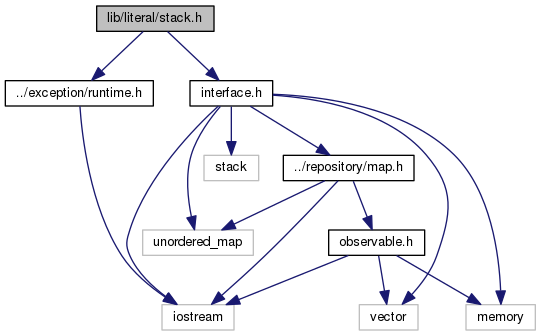 lib/literal/stack.h
../exception/runtime.h
interface.h
stack
../repository/map.h
unordered_map
observable.h
iostream
vector
memory